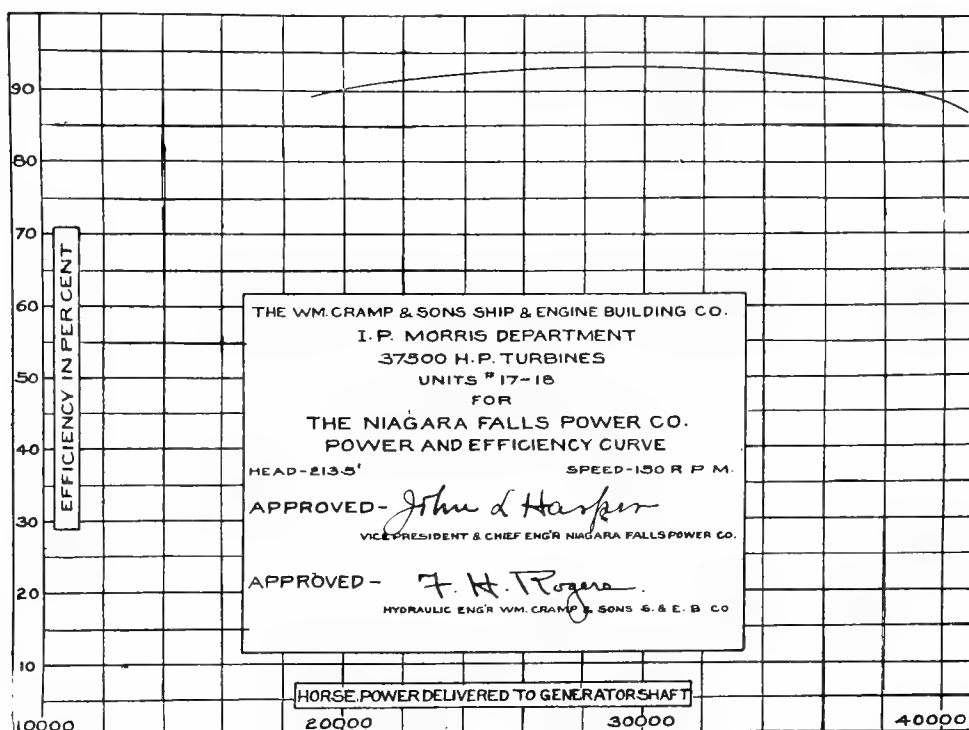 90
80
70
60
50
40
30
20
10
EFFICIENCY IN PER CENT
THE WM. CRAMP & SONS SHIP & ENGINE BUILDING CO.
I. P. MORRIS DEPARTMENT
37500 H. P. TURBINES
UNITS # 17-18
FOR
THE NIAGARA FALLS POWER CO.
POWER AND EFFICIENCY CURVE
HEAD-213.5' SPEED-150 R P M.
APPROVED- John L Harper
VICE PRESIDENT & CHIEF ENG'R NIAGARA FALLS POWER CO.
APPROVED- F. H. Rogers.
HYDRAULIC ENG'R WM. CRAMP & SONS S. & E. B CO
HORSE POWER DELIVERED TO GENERATOR SHAFT
10000 20000 30000 40000